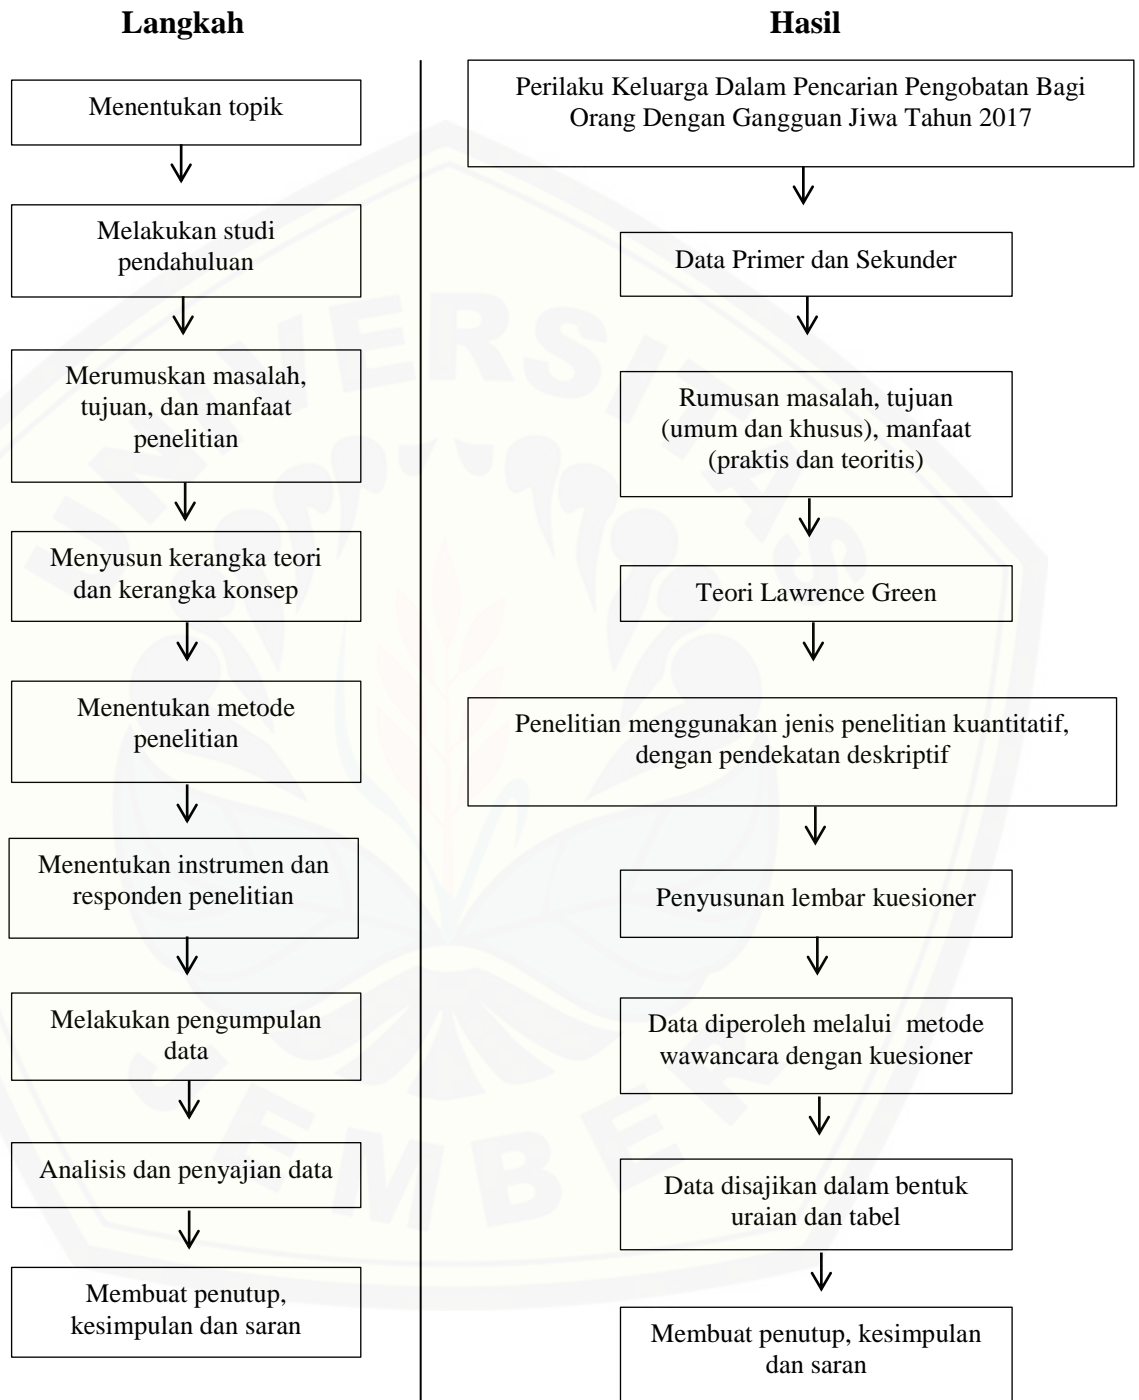 Langkah
Menentukan topik
Melakukan studi
pendahuluan
Merumuskan masalah,
tujuan, dan manfaat
penelitian
Menyusun kerangka teori
dan kerangka konsep
Menentukan metode
penelitian
Menentukan instrumen dan
responden penelitian
Melakukan pengumpulan
data
Analisis dan penyajian data
Membuat penutup,
kesimpulan dan saran
Hasil
Perilaku Keluarga Dalam Pencarian Pengobatan Bagi
Orang Dengan Gangguan Jiwa Tahun 2017
Data Primer dan Sekunder
Rumusan masalah, tujuan
(umum dan khusus), manfaat
(praktis dan teoritis)
Teori Lawrence Green
Penelitian menggunakan jenis penelitian kuantitatif,
dengan pendekatan deskriptif
Penyusunan lembar kuesioner
Data diperoleh melalui  metode
wawancara dengan kuesioner
Data disajikan dalam bentuk
uraian dan tabel
Membuat penutup, kesimpulan
dan saran
UNIVERSITAS
JEMBER